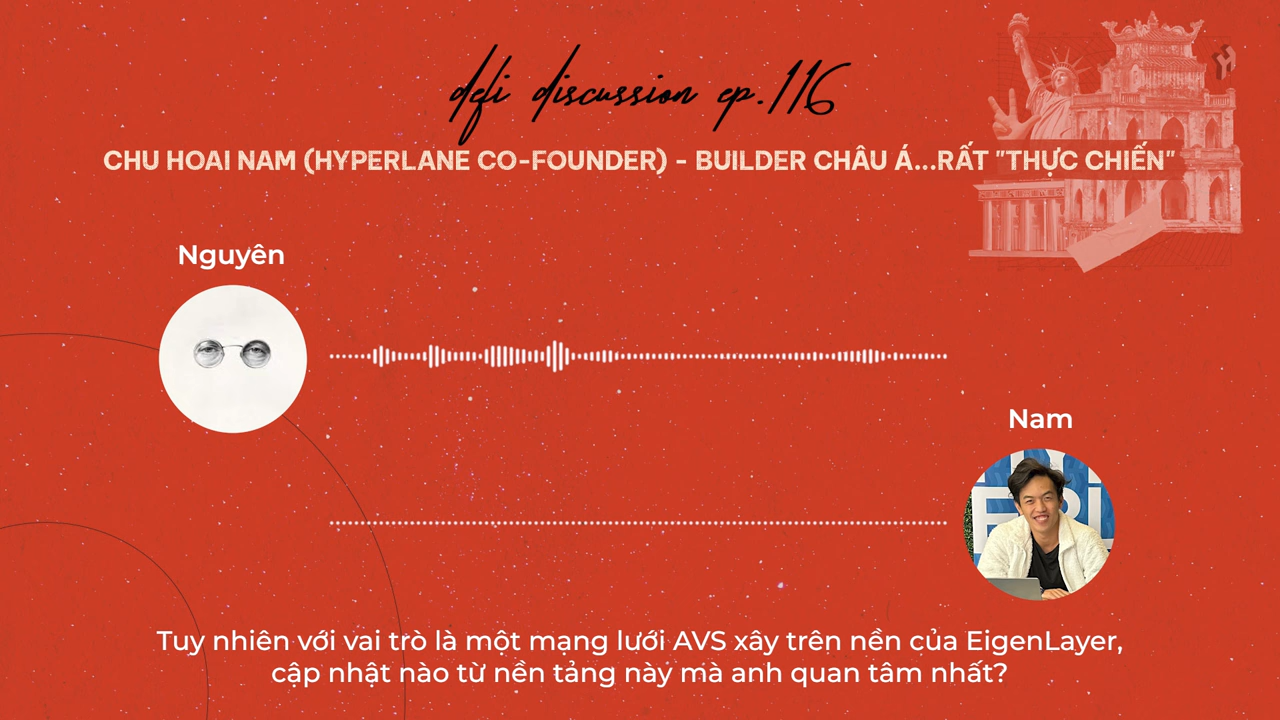 defi discussion ep.116
CHU HOAI NAM (HYPERLANE CO-FOUNDER) - BUILDER CHÂU Á...RẤT "THỰC CHIẾN"
Nguyên
Nam
Tuy nhiên với vai trò là một mạng lưới AVS xây trên nền của EigenLayer,
cập nhật nào từ nền tảng này mà anh quan tâm nhất?